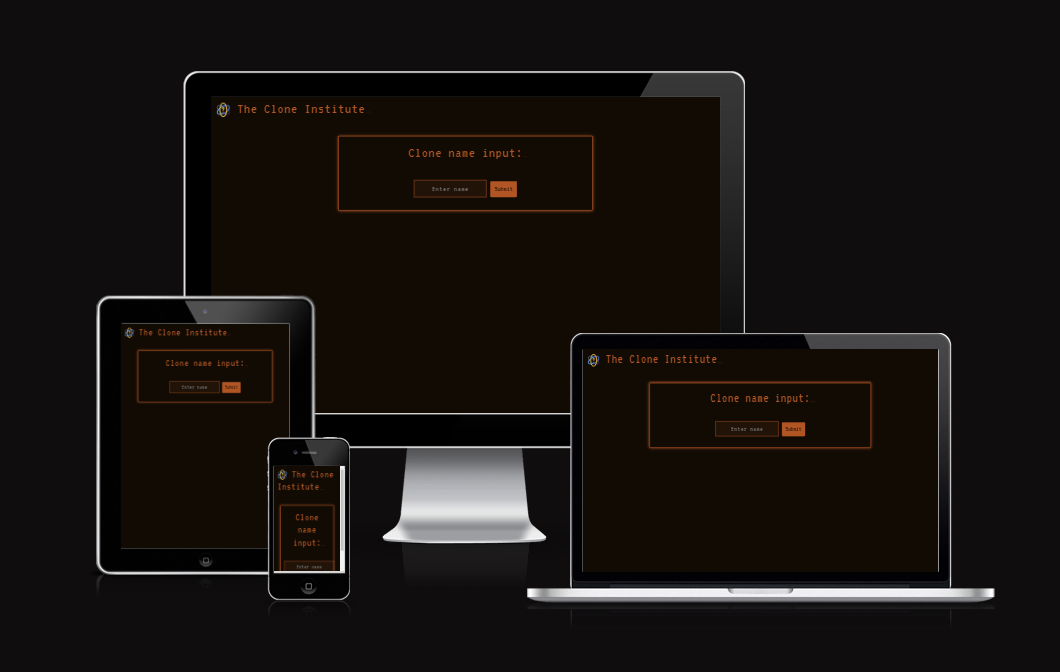 The Clone Institute
Clone name input:
Enter name
Submit
The Clone Institute
Clone name input:
Enter name
Submit
The Clone Institute
Clone name input:
Enter name
Submit
The Clone
Institute
Clone
name
input:
Enter name